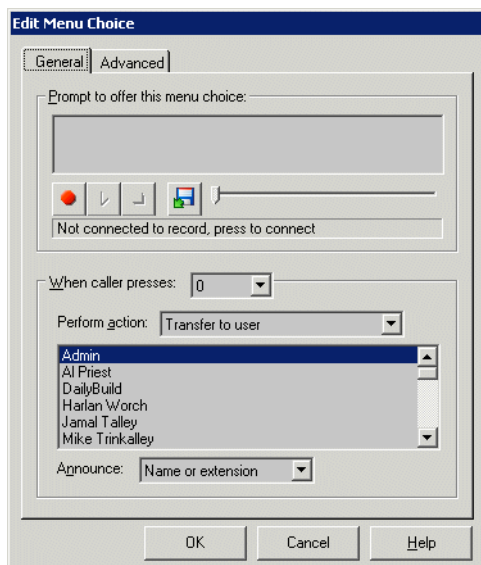 Edit Menu Choice
General Advanced
Prompt to offer this menu choice:
Not connected to record, press to connect
When caller presses: 0
Perform action: Transfer to user
Admin
Al Priest
DailyBuild
Harlan Worch
Jamal Talley
Mike Trinkalley
Announce: Name or extension
OK Cancel Help